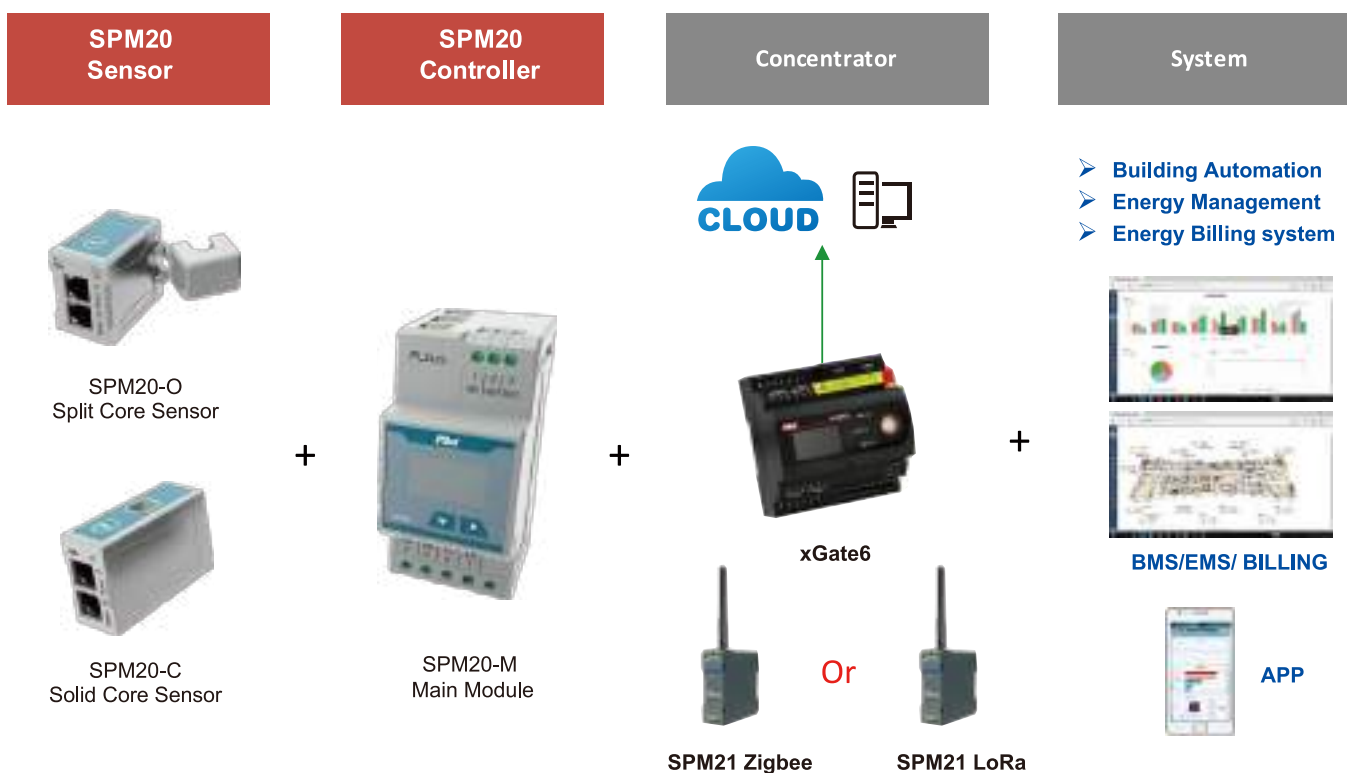 SPM20
Sensor
SPM20
Controller
Concentrator
System
CLOUD
Building Automation
Energy Management
Energy Billing system
SPM20-O
Split Core Sensor
SPM20-C
Solid Core Sensor
+
SPM20-M
Main Module
+
xGate6
SPM21 Zigbee
Or
SPM21 LoRa
+
BMS/EMS/ BILLING
APP